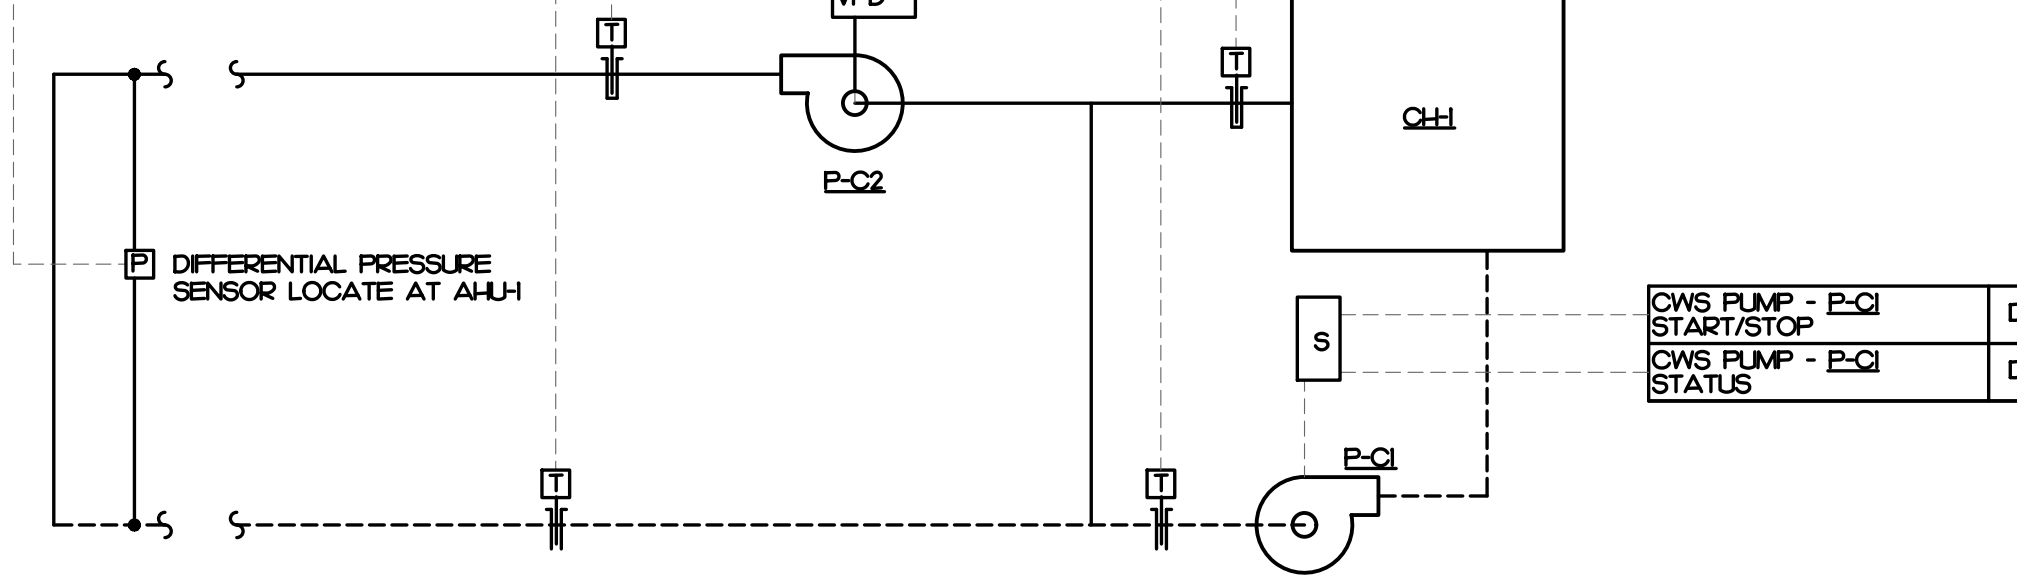 T
T
CH-1
P-C2
P
DIFFERENTIAL PRESSURE
SENSOR LOCATE AT AHU-1
S
CWS PUMP - P-C1
START/STOP
CWS PUMP - P-C1
STATUS
P-C1
T
T